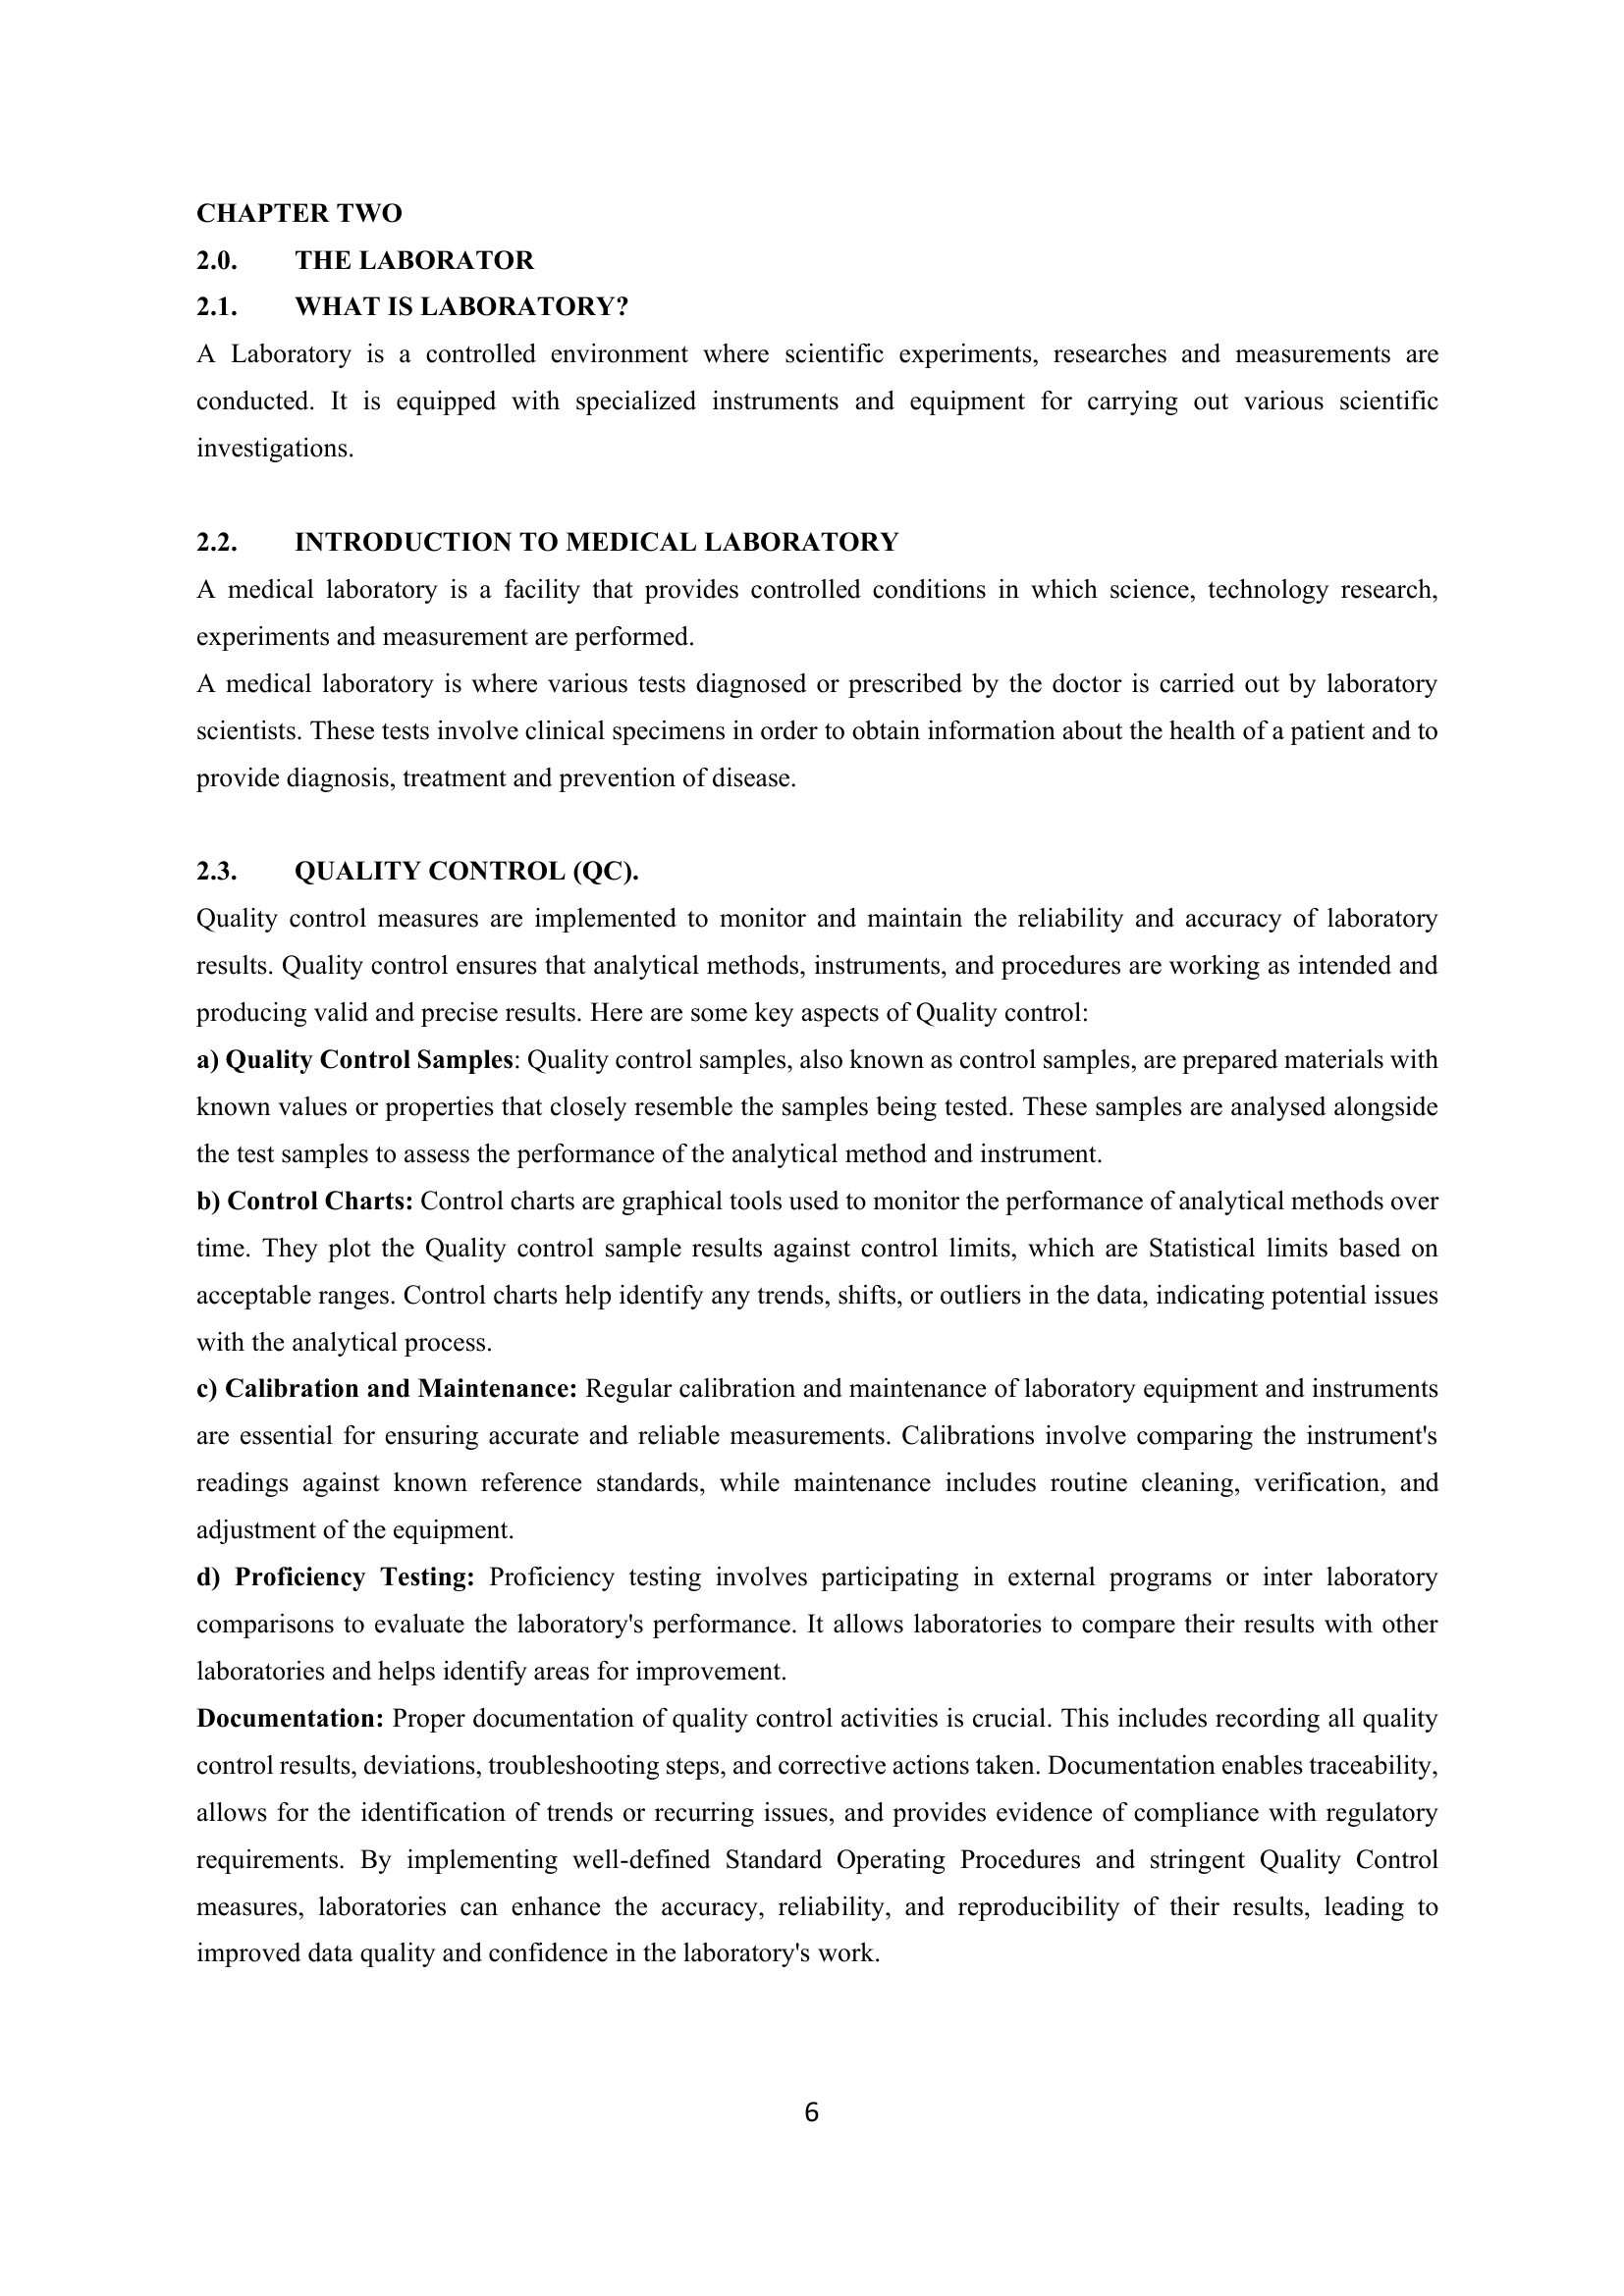 CHAPTER TWO
2.0. THE LABORATOR
2.1. WHAT IS LABORATORY?
A Laboratory is a controlled environment where scientific experiments, researches and measurements are
conducted. It is equipped with specialized instruments and equipment for carrying out various scientific
investigations.
2.2. INTRODUCTION TO MEDICAL LABORATORY
A medical laboratory is a facility that provides controlled conditions in which science, technology research,
experiments and measurement are performed.
A medical laboratory is where various tests diagnosed or prescribed by the doctor is carried out by laboratory
scientists. These tests involve clinical specimens in order to obtain information about the health of a patient and to
provide diagnosis, treatment and prevention of disease.
2.3. QUALITY CONTROL (QC).
Quality control measures are implemented to monitor and maintain the reliability and accuracy of laboratory
results. Quality control ensures that analytical methods, instruments, and procedures are working as intended and
producing valid and precise results. Here are some key aspects of Quality control:
a) Quality Control Samples: Quality control samples, also known as control samples, are prepared materials with
known values or properties that closely resemble the samples being tested. These samples are analysed alongside
the test samples to assess the performance of the analytical method and instrument.
b) Control Charts: Control charts are graphical tools used to monitor the performance of analytical methods over
time. They plot the Quality control sample results against control limits, which are Statistical limits based on
acceptable ranges. Control charts help identify any trends, shifts, or outliers in the data, indicating potential issues
with the analytical process.
c) Calibration and Maintenance: Regular calibration and maintenance of laboratory equipment and instruments
are essential for ensuring accurate and reliable measurements. Calibrations involve comparing the instrument's
readings against known reference standards, while maintenance includes routine cleaning, verification, and
adjustment of the equipment.
d) Proficiency Testing: Proficiency testing involves participating in external programs or inter laboratory
comparisons to evaluate the laboratory's performance. It allows laboratories to compare their results with other
laboratories and helps identify areas for improvement.
Documentation: Proper documentation of quality control activities is crucial. This includes recording all quality
control results, deviations, troubleshooting steps, and corrective actions taken. Documentation enables traceability,
allows for the identification of trends or recurring issues, and provides evidence of compliance with regulatory
requirements. By implementing well-defined Standard Operating Procedures and stringent Quality Control
measures, laboratories can enhance the accuracy, reliability, and reproducibility of their results, leading to
improved data quality and confidence in the laboratory's work.
6